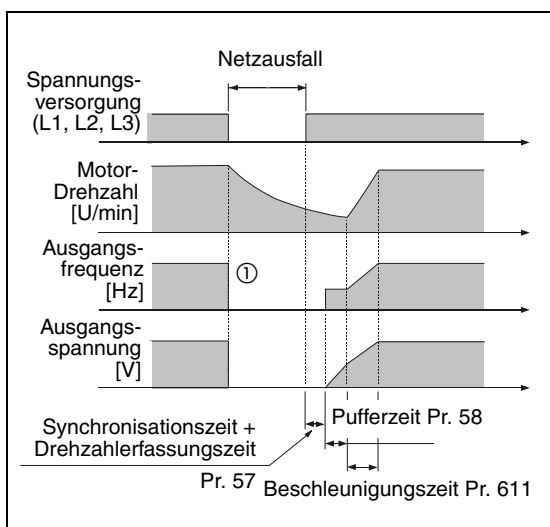 Netzausfall
Spannungs-
versorgung
(L1, L2, L3)
Motor-
Drehzahl
[U/min]
Ausgangs-
frequenz
[Hz]
①
Ausgangs-
spannung
[V]
Synchronisationszeit +
Drehzahlerfassungszeit
Pr. 57
Pufferzeit Pr. 58
Beschleunigungszeit Pr. 611